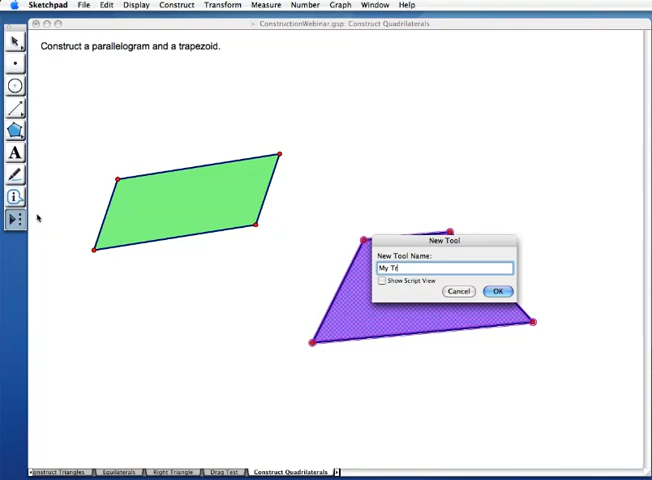 Sketchpad File Edit Display Construct Transform Measure Number Graph Window Help
ConstructionWebinar.gsp: Construct Quadrilaterals
Construct a parallelogram and a trapezoid.
A
New Tool
New Tool Name:
My Tr
Show Script View
Cancel OK
onstruct Triangles Equilaterals Right Triangle Drag Test Construct Quadrilaterals